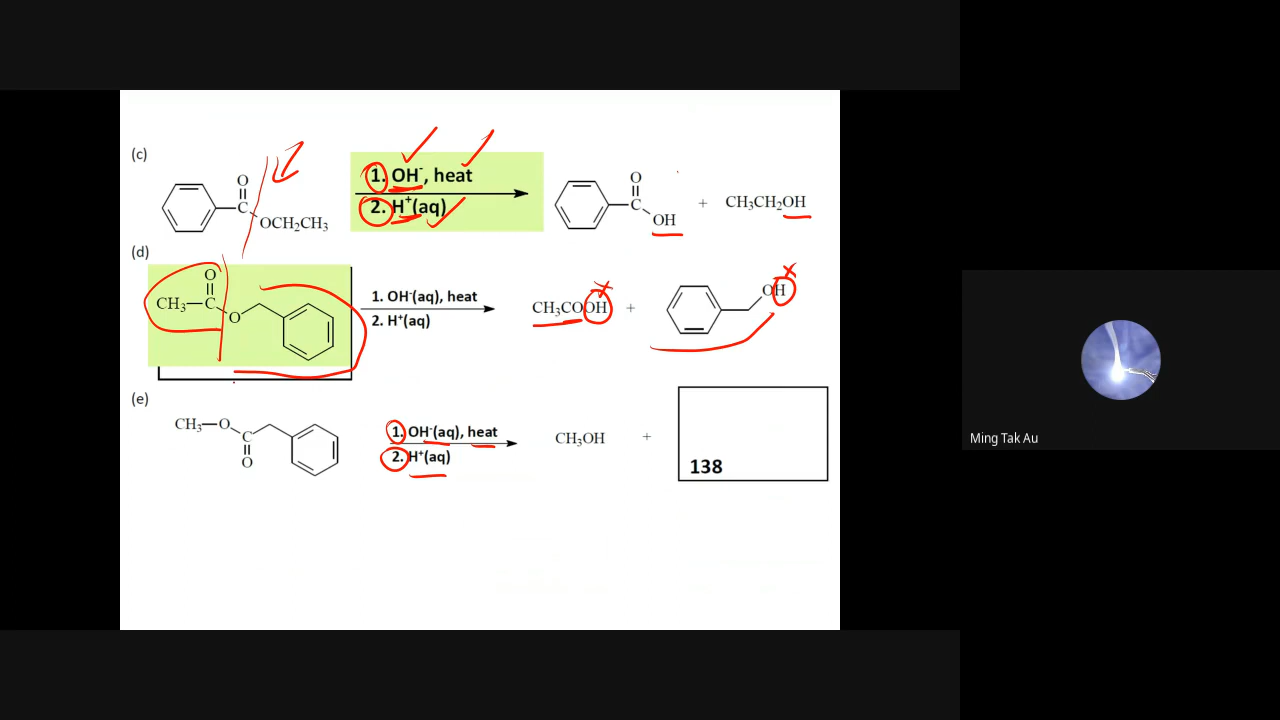 (c)
O
C
OCH₂CH₃
1. OH⁻, heat
2. H⁺(aq)
O
C
OH
+
CH₃CH₂OH
(d)
O
CH₃—C
O
1. OH⁻(aq), heat
2. H⁺(aq)
CH₃COOH
+
OH
(e)
CH₃—O
C
O
1. OH⁻(aq), heat
2. H⁺(aq)
CH₃OH
+
138
Ming Tak Au